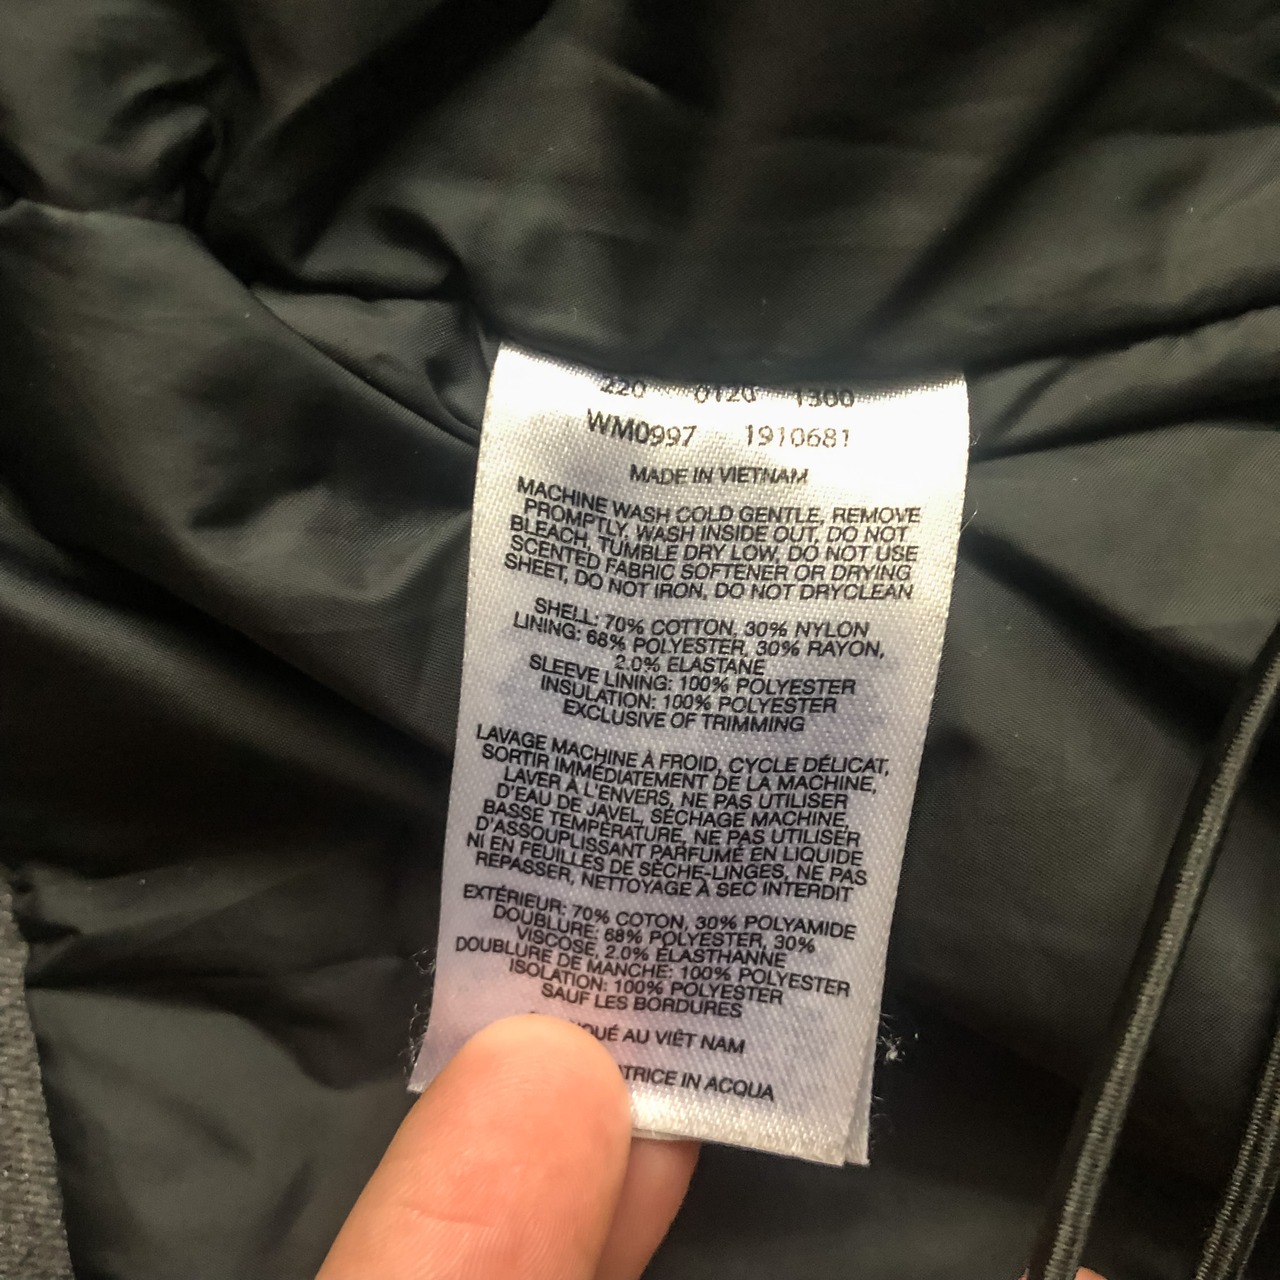 220 0120 1300
WM0997 1910681
MADE IN VIETNAM
MACHINE WASH COLD GENTLE, REMOVE
PROMPTLY, WASH INSIDE OUT, DO NOT
BLEACH, TUMBLE DRY LOW, DO NOT USE
SCENTED FABRIC SOFTENER OR DRYING
SHEET, DO NOT IRON, DO NOT DRYCLEAN
SHELL: 70% COTTON, 30% NYLON
LINING: 68% POLYESTER, 30% RAYON,
2.0% ELASTANE
SLEEVE LINING: 100% POLYESTER
INSULATION: 100% POLYESTER
EXCLUSIVE OF TRIMMING
LAVAGE MACHINE À FROID, CYCLE DÉLICAT,
SORTIR IMMÉDIATEMENT DE LA MACHINE,
LAVER À L'ENVERS, NE PAS UTILISER
D'EAU DE JAVEL, SÉCHAGE MACHINE,
BASSE TEMPÉRATURE, NE PAS UTILISER
D'ASSOUPLISSANT PARFUMÉ EN LIQUIDE
NI EN FEUILLES DE SÈCHE-LINGES, NE PAS
REPASSER, NETTOYAGE À SEC INTERDIT
EXTÉRIEUR: 70% COTON, 30% POLYAMIDE
DOUBLURE: 68% POLYESTER, 30%
VISCOSE, 2.0% ÉLASTHANNE
DOUBLURE DE MANCHE: 100% POLYESTER
ISOLATION: 100% POLYESTER
SAUF LES BORDURES
AU VIÊT NAM
IN ACQUA